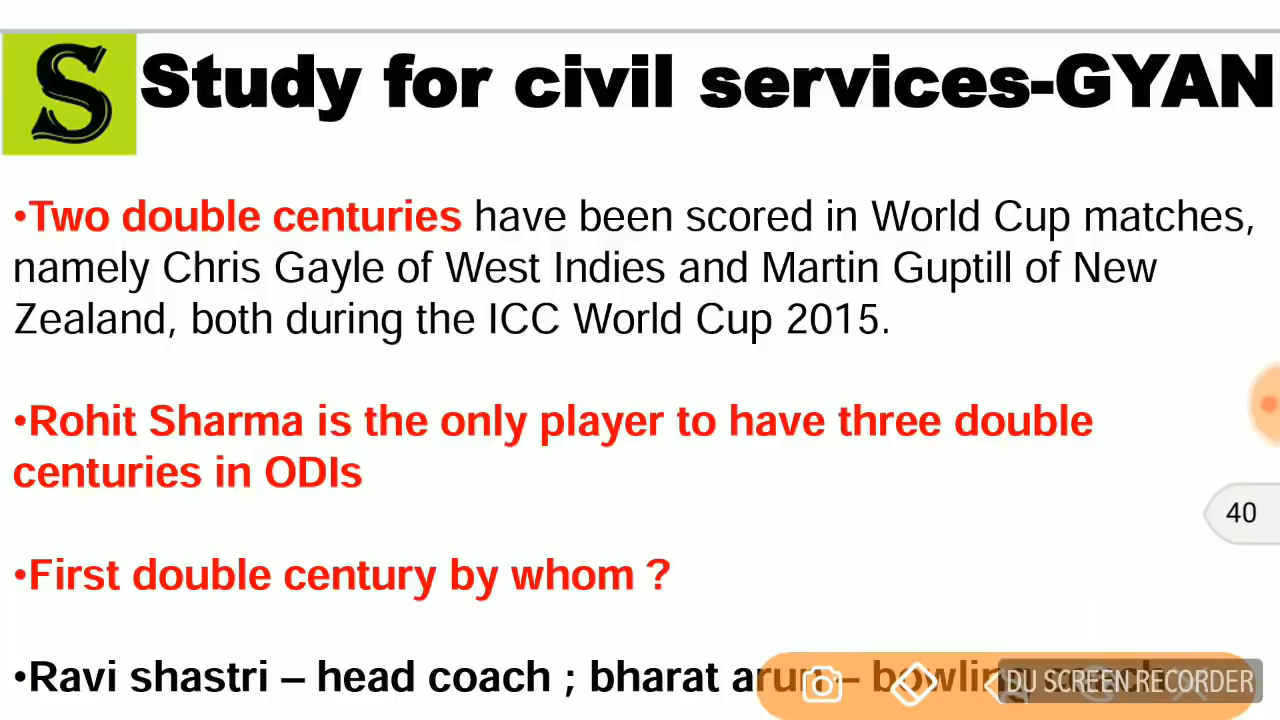 S Study for civil services-GYAN
•Two double centuries have been scored in World Cup matches,
namely Chris Gayle of West Indies and Martin Guptill of New
Zealand, both during the ICC World Cup 2015.
•Rohit Sharma is the only player to have three double
centuries in ODIs
40
•First double century by whom ?
•Ravi shastri – head coach ; bharat arun – bowling
DU SCREEN RECORDER